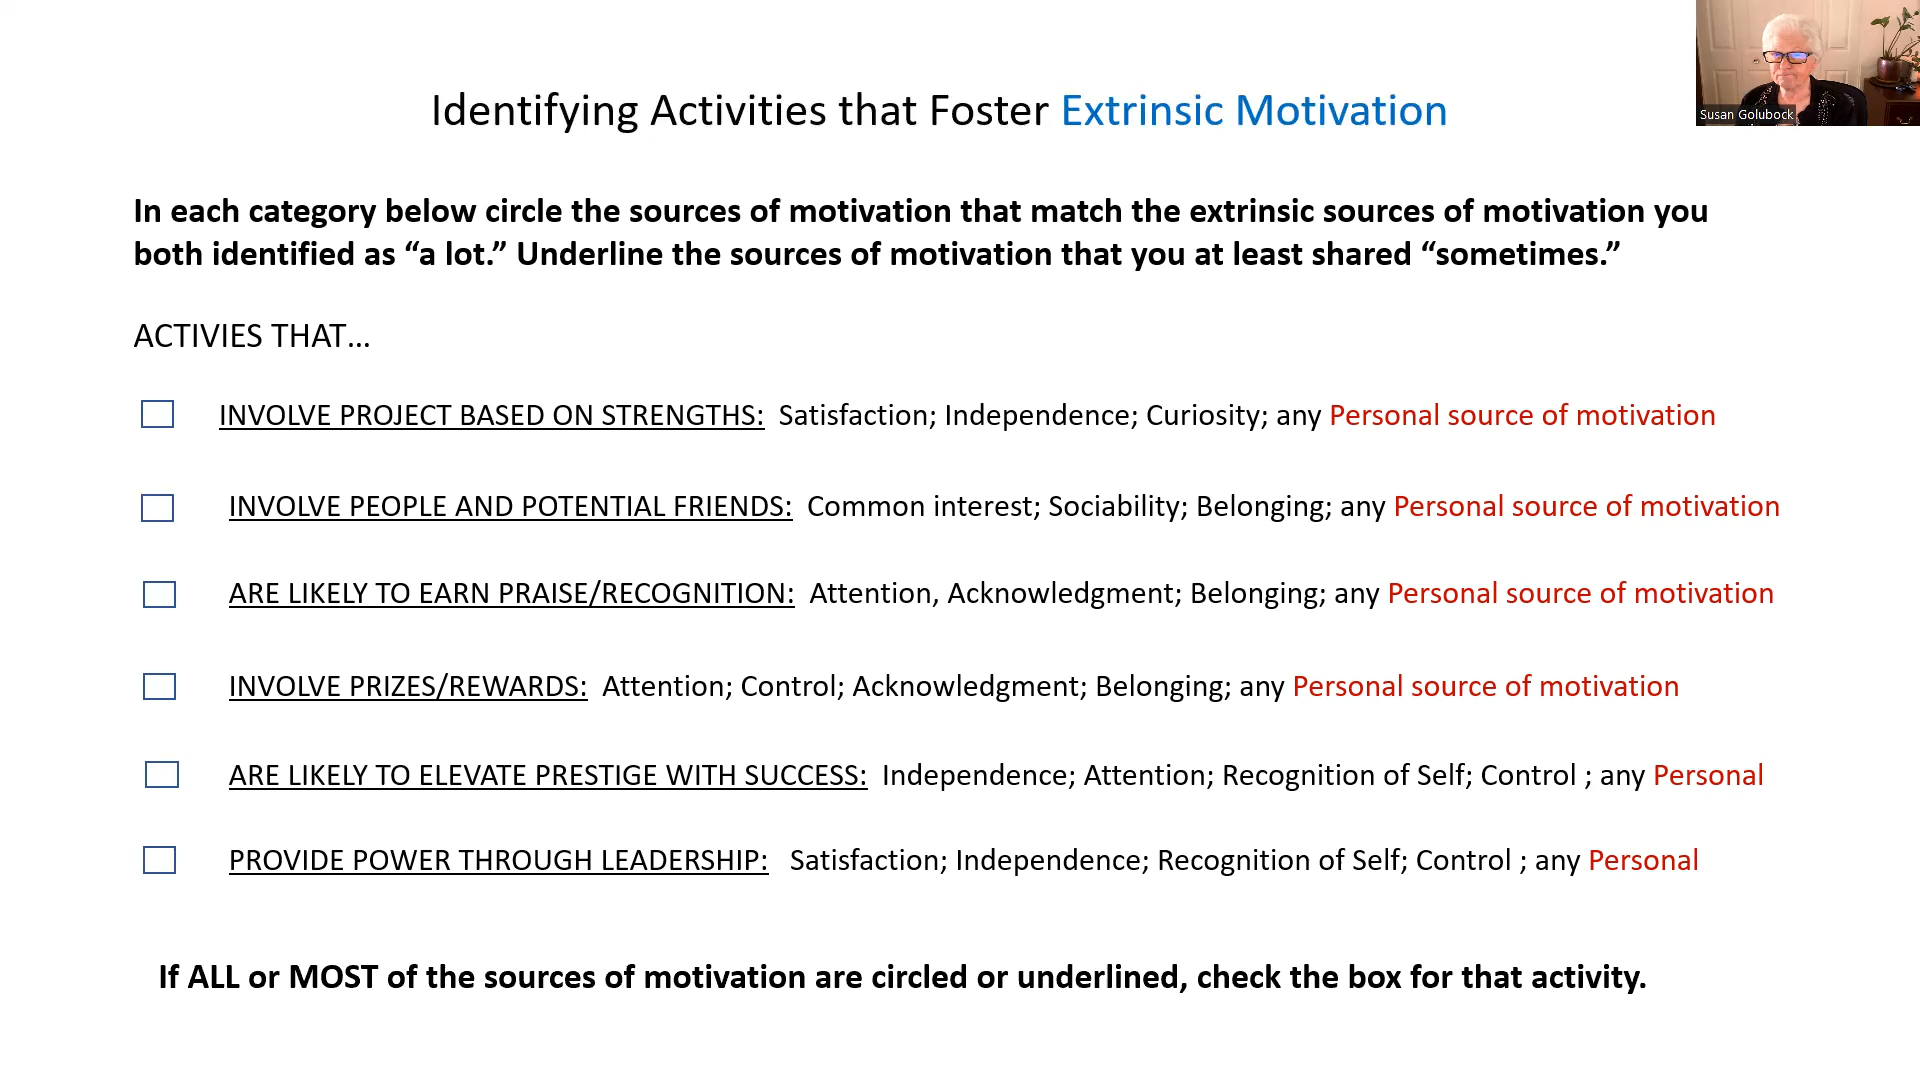 Susan Golubock
Identifying Activities that Foster Extrinsic Motivation
In each category below circle the sources of motivation that match the extrinsic sources of motivation you
both identified as “a lot.” Underline the sources of motivation that you at least shared “sometimes.”
ACTIVIES THAT...
INVOLVE PROJECT BASED ON STRENGTHS: Satisfaction; Independence; Curiosity; any Personal source of motivation
INVOLVE PEOPLE AND POTENTIAL FRIENDS: Common interest; Sociability; Belonging; any Personal source of motivation
ARE LIKELY TO EARN PRAISE/RECOGNITION: Attention, Acknowledgment; Belonging; any Personal source of motivation
INVOLVE PRIZES/REWARDS: Attention; Control; Acknowledgment; Belonging; any Personal source of motivation
ARE LIKELY TO ELEVATE PRESTIGE WITH SUCCESS: Independence; Attention; Recognition of Self; Control ; any Personal
PROVIDE POWER THROUGH LEADERSHIP: Satisfaction; Independence; Recognition of Self; Control ; any Personal
If ALL or MOST of the sources of motivation are circled or underlined, check the box for that activity.